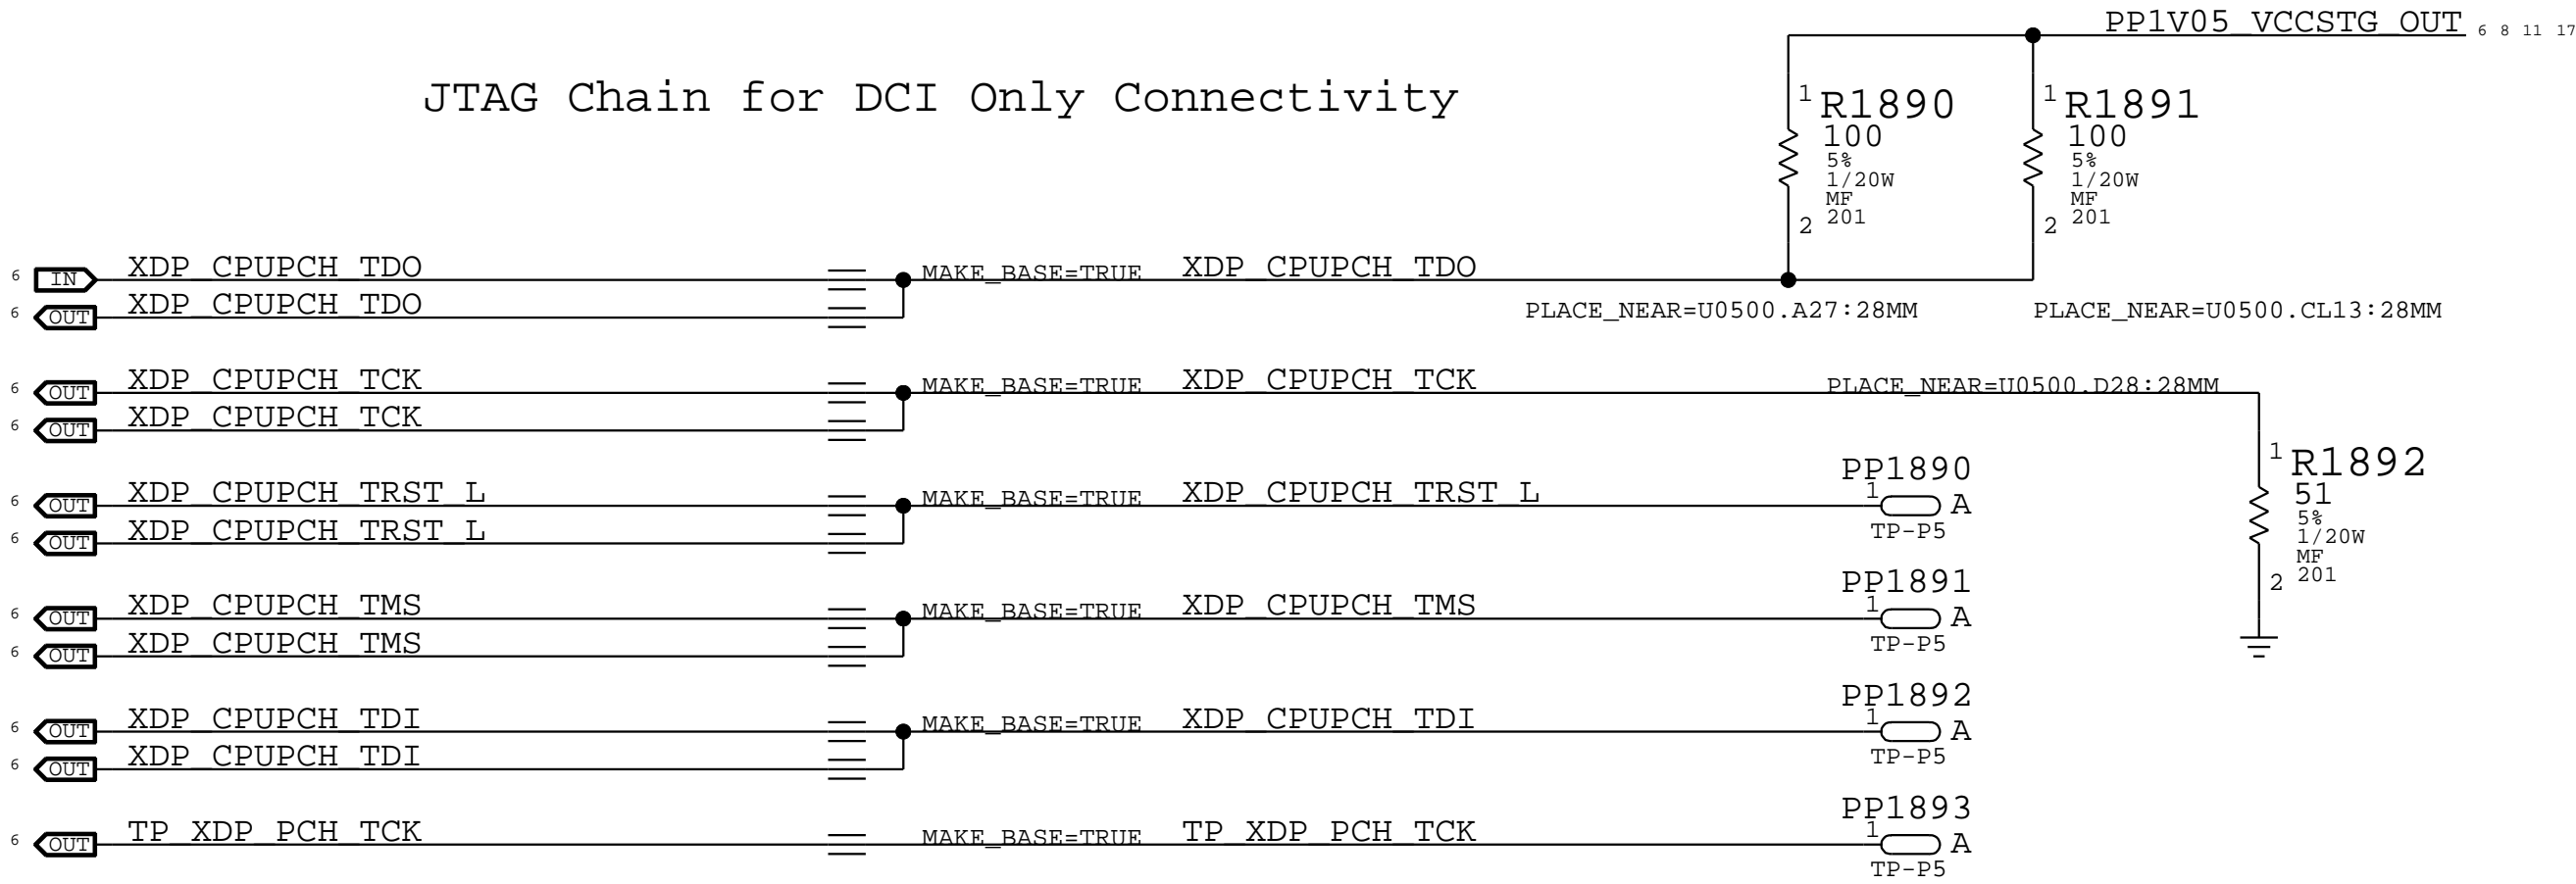 PP1V05_VCCSTG_OUT 6 8 11 17
JTAG Chain for DCI Only Connectivity
1 R1890
100
5%
1/20W
MF
201
2
1 R1891
100
5%
1/20W
MF
201
2
6 IN XDP_CPUPCH_TDO MAKE_BASE=TRUE XDP_CPUPCH_TDO
6 OUT XDP_CPUPCH_TDO
PLACE_NEAR=U0500.A27:28MM PLACE_NEAR=U0500.CL13:28MM
6 OUT XDP_CPUPCH_TCK MAKE_BASE=TRUE XDP_CPUPCH_TCK PLACE_NEAR=U0500.D28:28MM
6 OUT XDP_CPUPCH_TCK
1 R1892
51
5%
1/20W
MF
201
2
PP1890
6 OUT XDP_CPUPCH_TRST_L MAKE_BASE=TRUE XDP_CPUPCH_TRST_L 1 A
6 OUT XDP_CPUPCH_TRST_L TP-P5
PP1891
6 OUT XDP_CPUPCH_TMS MAKE_BASE=TRUE XDP_CPUPCH_TMS 1 A
6 OUT XDP_CPUPCH_TMS TP-P5
PP1892
6 OUT XDP_CPUPCH_TDI MAKE_BASE=TRUE XDP_CPUPCH_TDI 1 A
6 OUT XDP_CPUPCH_TDI TP-P5
PP1893
6 OUT TP_XDP_PCH_TCK MAKE_BASE=TRUE TP_XDP_PCH_TCK 1 A
TP-P5